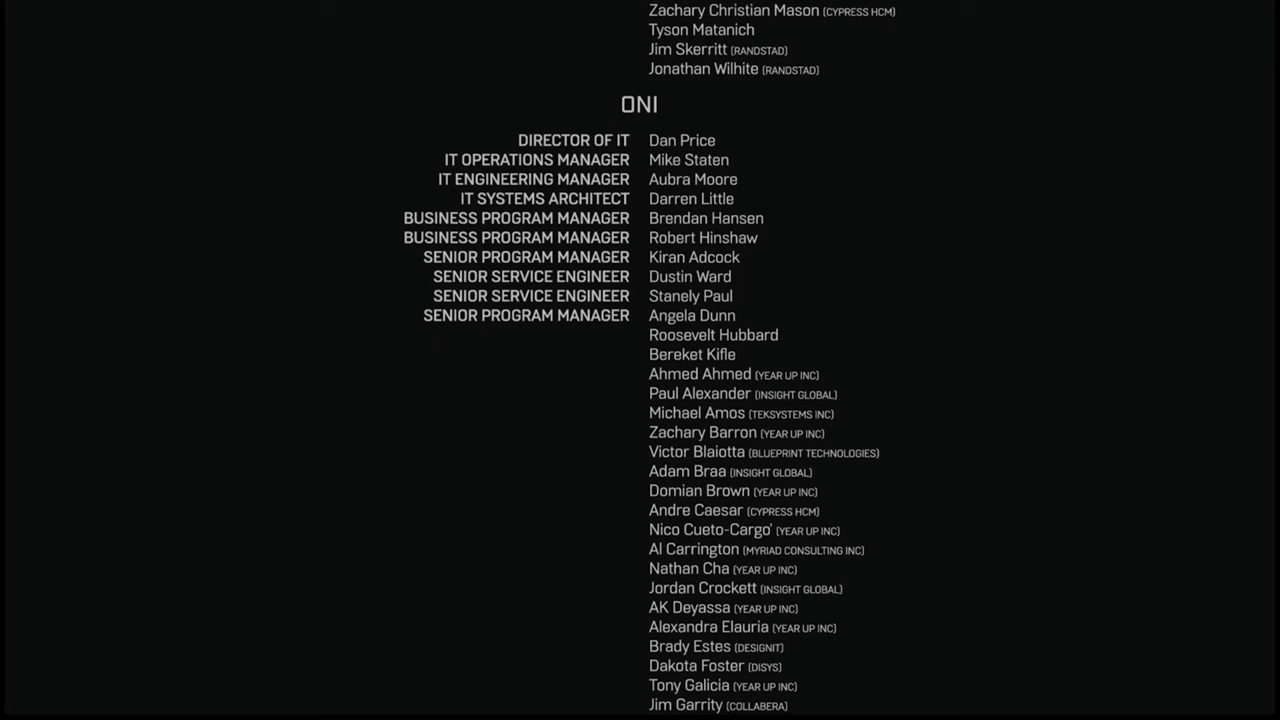 Zachary Christian Mason (CYPRESS HCM)
Tyson Matanich
Jim Skerritt (RANDSTAD)
Jonathan Wilhite (RANDSTAD)
ONI
DIRECTOR OF IT Dan Price
IT OPERATIONS MANAGER Mike Staten
IT ENGINEERING MANAGER Aubra Moore
IT SYSTEMS ARCHITECT Darren Little
BUSINESS PROGRAM MANAGER Brendan Hansen
BUSINESS PROGRAM MANAGER Robert Hinshaw
SENIOR PROGRAM MANAGER Kiran Adcock
SENIOR SERVICE ENGINEER Dustin Ward
SENIOR SERVICE ENGINEER Stanely Paul
SENIOR PROGRAM MANAGER Angela Dunn
Roosevelt Hubbard
Bereket Kifle
Ahmed Ahmed (YEAR UP INC)
Paul Alexander (INSIGHT GLOBAL)
Michael Amos (TEKSYSTEMS INC)
Zachary Barron (YEAR UP INC)
Victor Blaiotta (BLUEPRINT TECHNOLOGIES)
Adam Braa (INSIGHT GLOBAL)
Domian Brown (YEAR UP INC)
Andre Caesar (CYPRESS HCM)
Nico Cueto-Cargo' (YEAR UP INC)
Al Carrington (MYRIAD CONSULTING INC)
Nathan Cha (YEAR UP INC)
Jordan Crockett (INSIGHT GLOBAL)
AK Deyassa (YEAR UP INC)
Alexandra Elauria (YEAR UP INC)
Brady Estes (DESIGNIT)
Dakota Foster (DISYS)
Tony Galicia (YEAR UP INC)
Jim Garrity (COLLABERA)